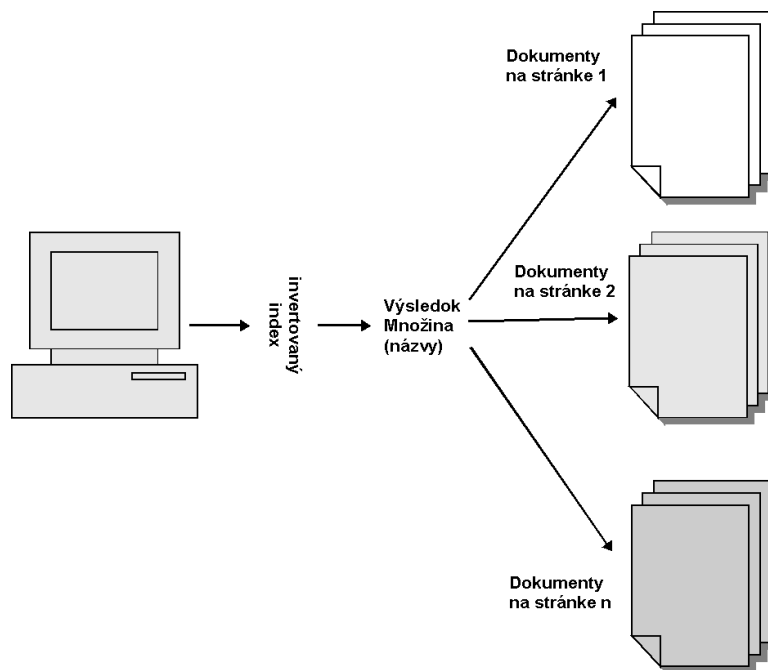 Dokumenty
na stránke 1
invertovaný
index
Výsledok
Množina
(názvy)
Dokumenty
na stránke 2
Dokumenty
na stránke n